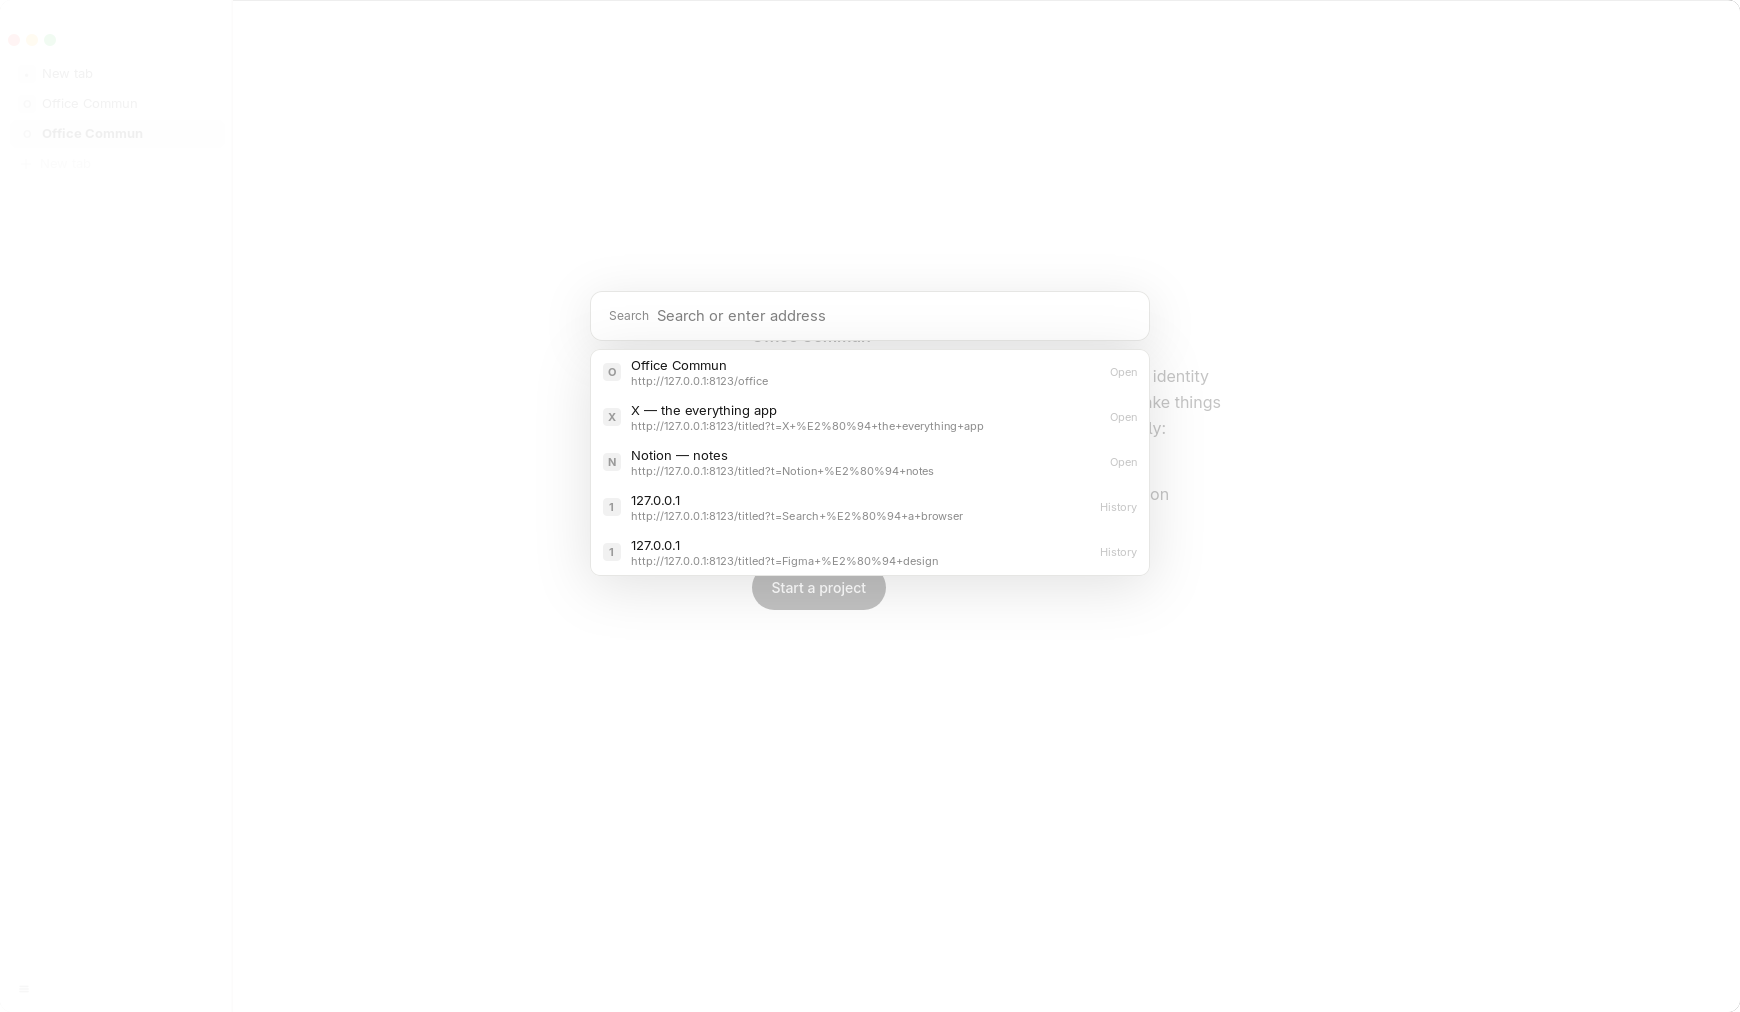 New tab
Office Commun
Office Commun
New tab
Search Search or enter address
Office Commun
http://127.0.0.1:8123/office
Open
X — the everything app
http://127.0.0.1:8123/titled?t=X+%E2%80%94+the+everything+app
Open
Notion — notes
http://127.0.0.1:8123/titled?t=Notion+%E2%80%94+notes
Open
127.0.0.1
http://127.0.0.1:8123/titled?t=Search+%E2%80%94+a+browser
History
127.0.0.1
http://127.0.0.1:8123/titled?t=Figma+%E2%80%94+design
History
identity
things
on
Start a project